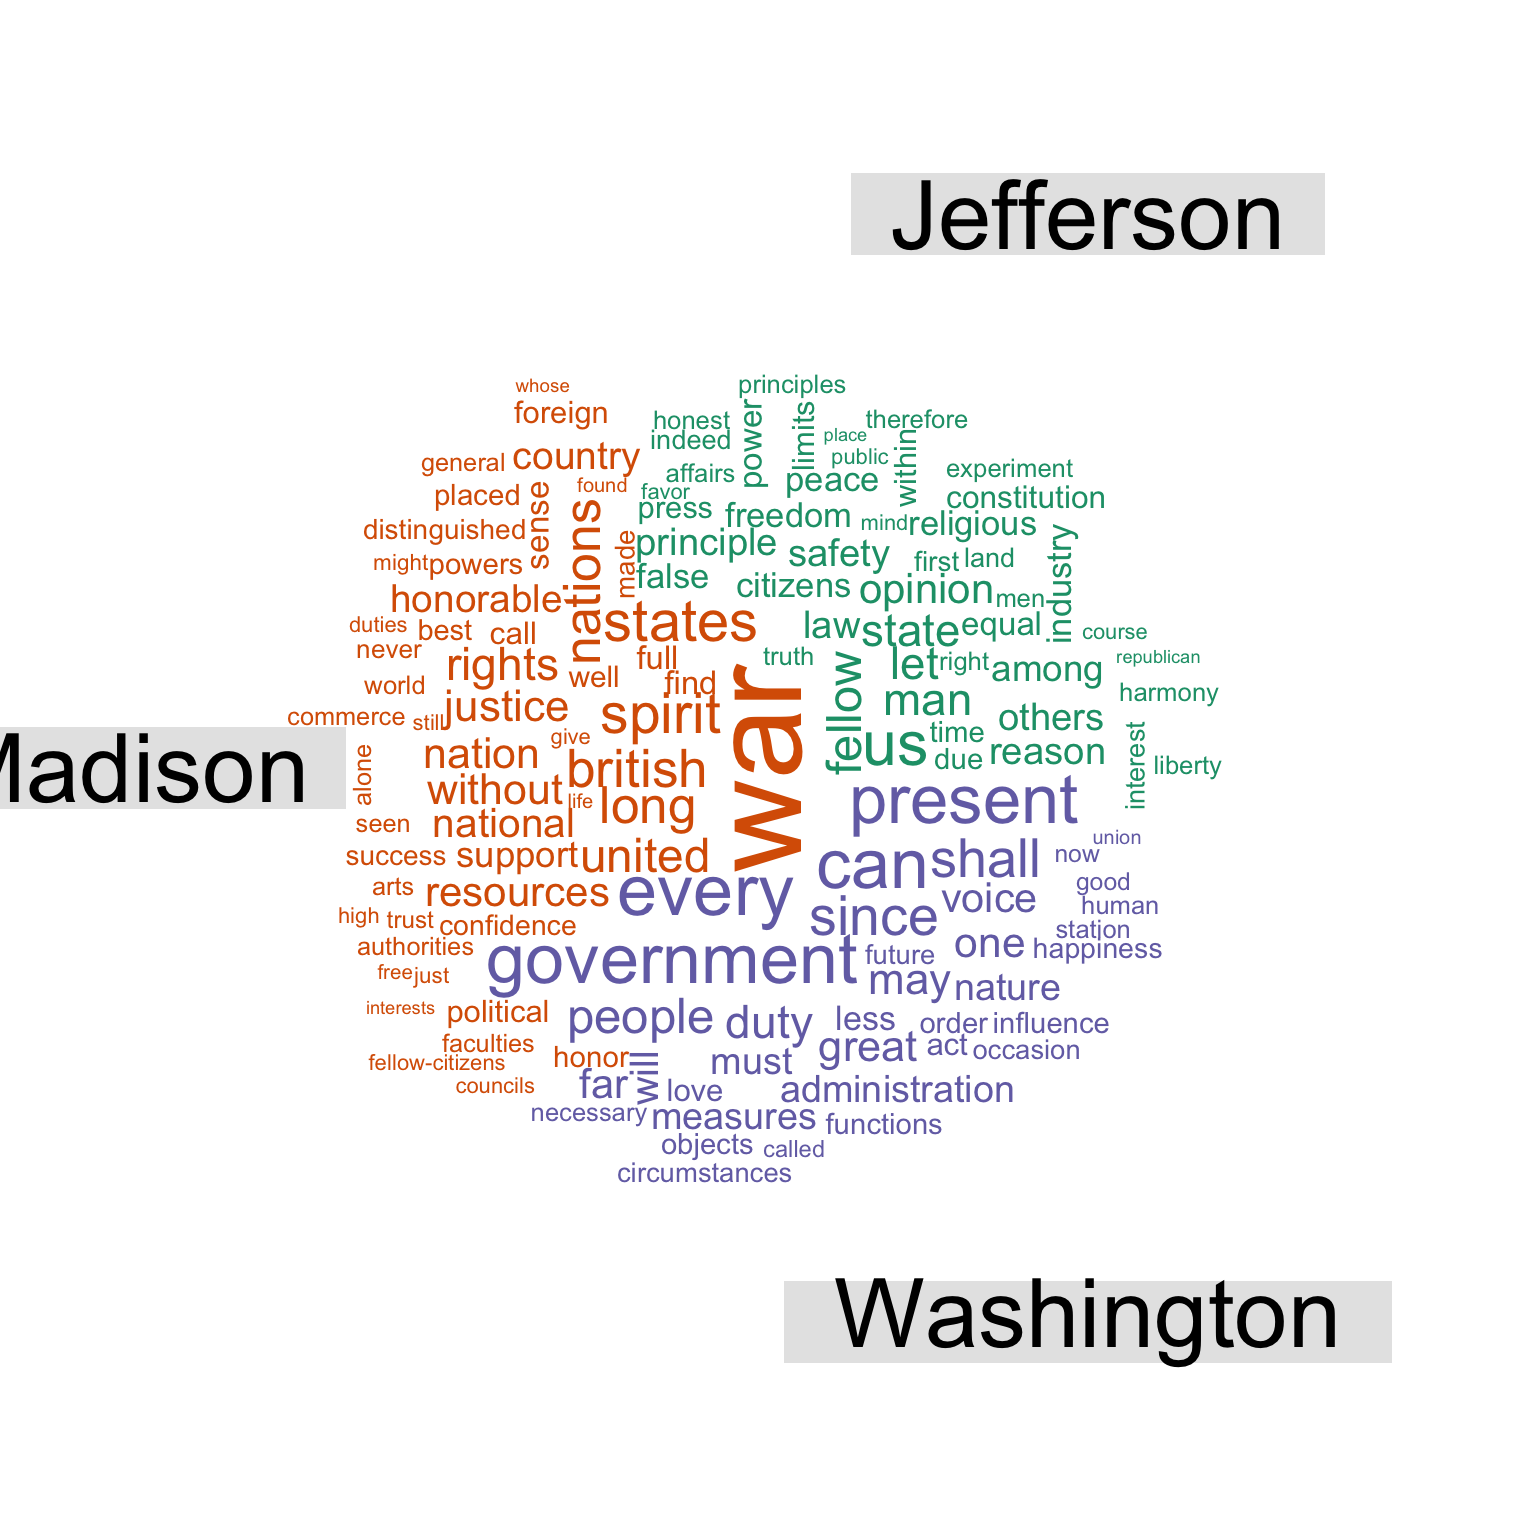 Jefferson
whose
principles
foreign
honest
power
limits
therefore
indeed
place
within
general
country
affairs
public
experiment
placed
sense
found
favor
peace
constitution
distinguished
nations
press
freedom
mind
religious
might
powers
made
principle
safety
first
land
industry
honorable
false
citizens
opinion
men
duties
best
call
states
law
state
equal
course
never
rights
well
full
truth
fellow
let
right
among
republican
world
find
war
man
harmony
commerce
still
justice
spirit
us
time
others
Madison
alone
nation
give
british
due
reason
interest
liberty
without
life
long
present
seen
national
union
success
support
united
can
shall
now
arts
resources
every
since
voice
good
human
high
trust
confidence
station
authorities
government
future
one
happiness
free
just
may
nature
interests
political
people
duty
less
order
influence
faculties
great
act
occasion
fellow-citizens
honor
will
must
councils
far
love
administration
necessary
measures
functions
objects
called
circumstances
Washington